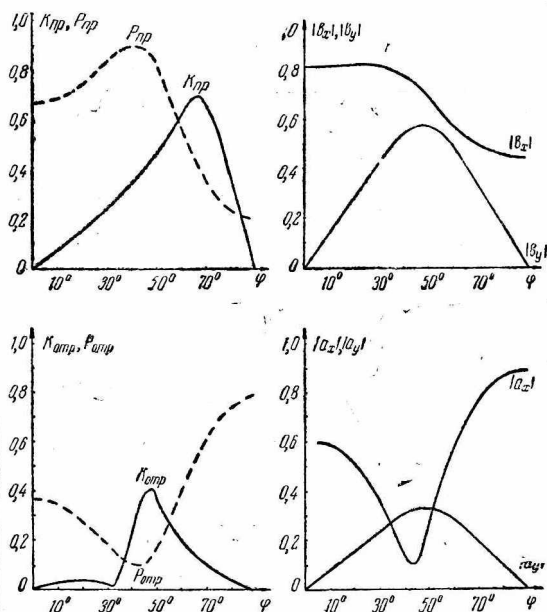 1,0 Kпр, Pпр
0,8
0,6
0,4
0,2
0
Pпр
Kпр
10° 30° 50° 70° φ
1,0 |bx|, |by|
0,8
0,6
0,4
0,2
0
|bx|
|by|
10° 30° 50° 70° φ
1,0 Kотр, Pотр
0,8
0,6
0,4
0,2
0
Kотр
Pотр
10° 30° 50° 70° φ
1,0 |ax|, |ay|
0,8
0,6
0,4
0,2
0
|ax|
|ay|
10° 30° 50° 70° φ